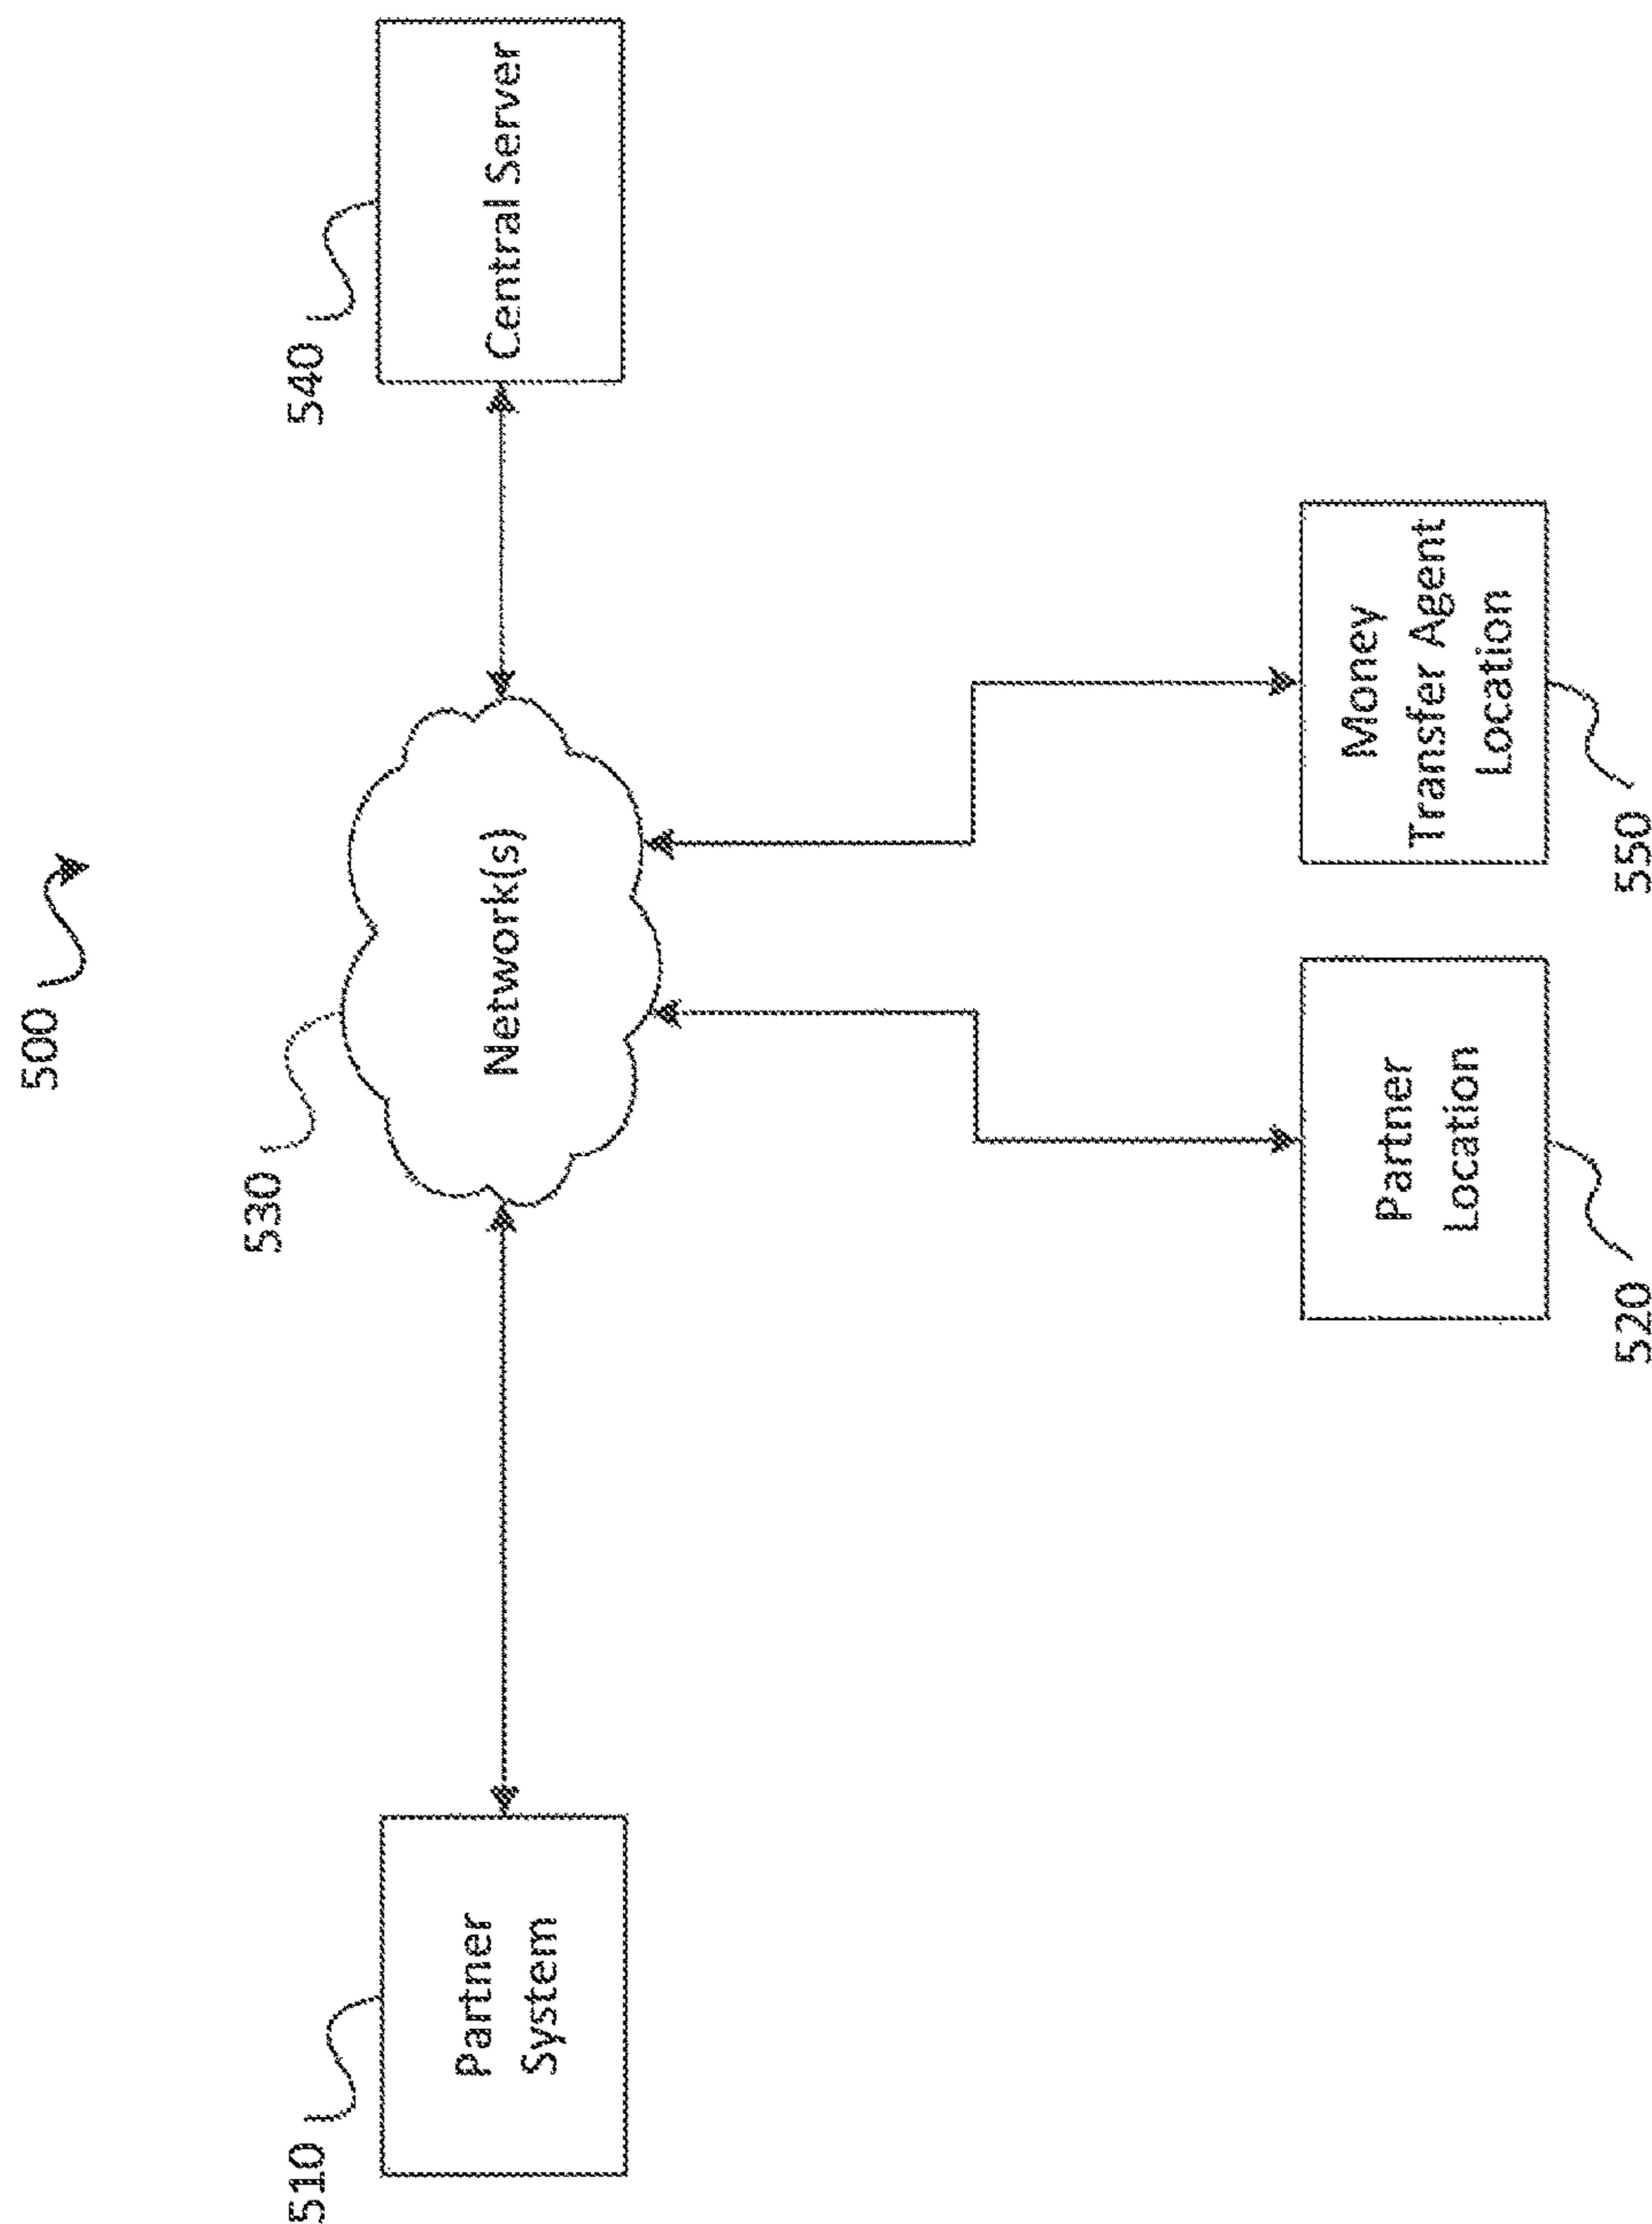 500
530
540
510
Network(s)
Central Server
Partner
System
Partner
Location
Money
Transfer Agent
Location
520
550